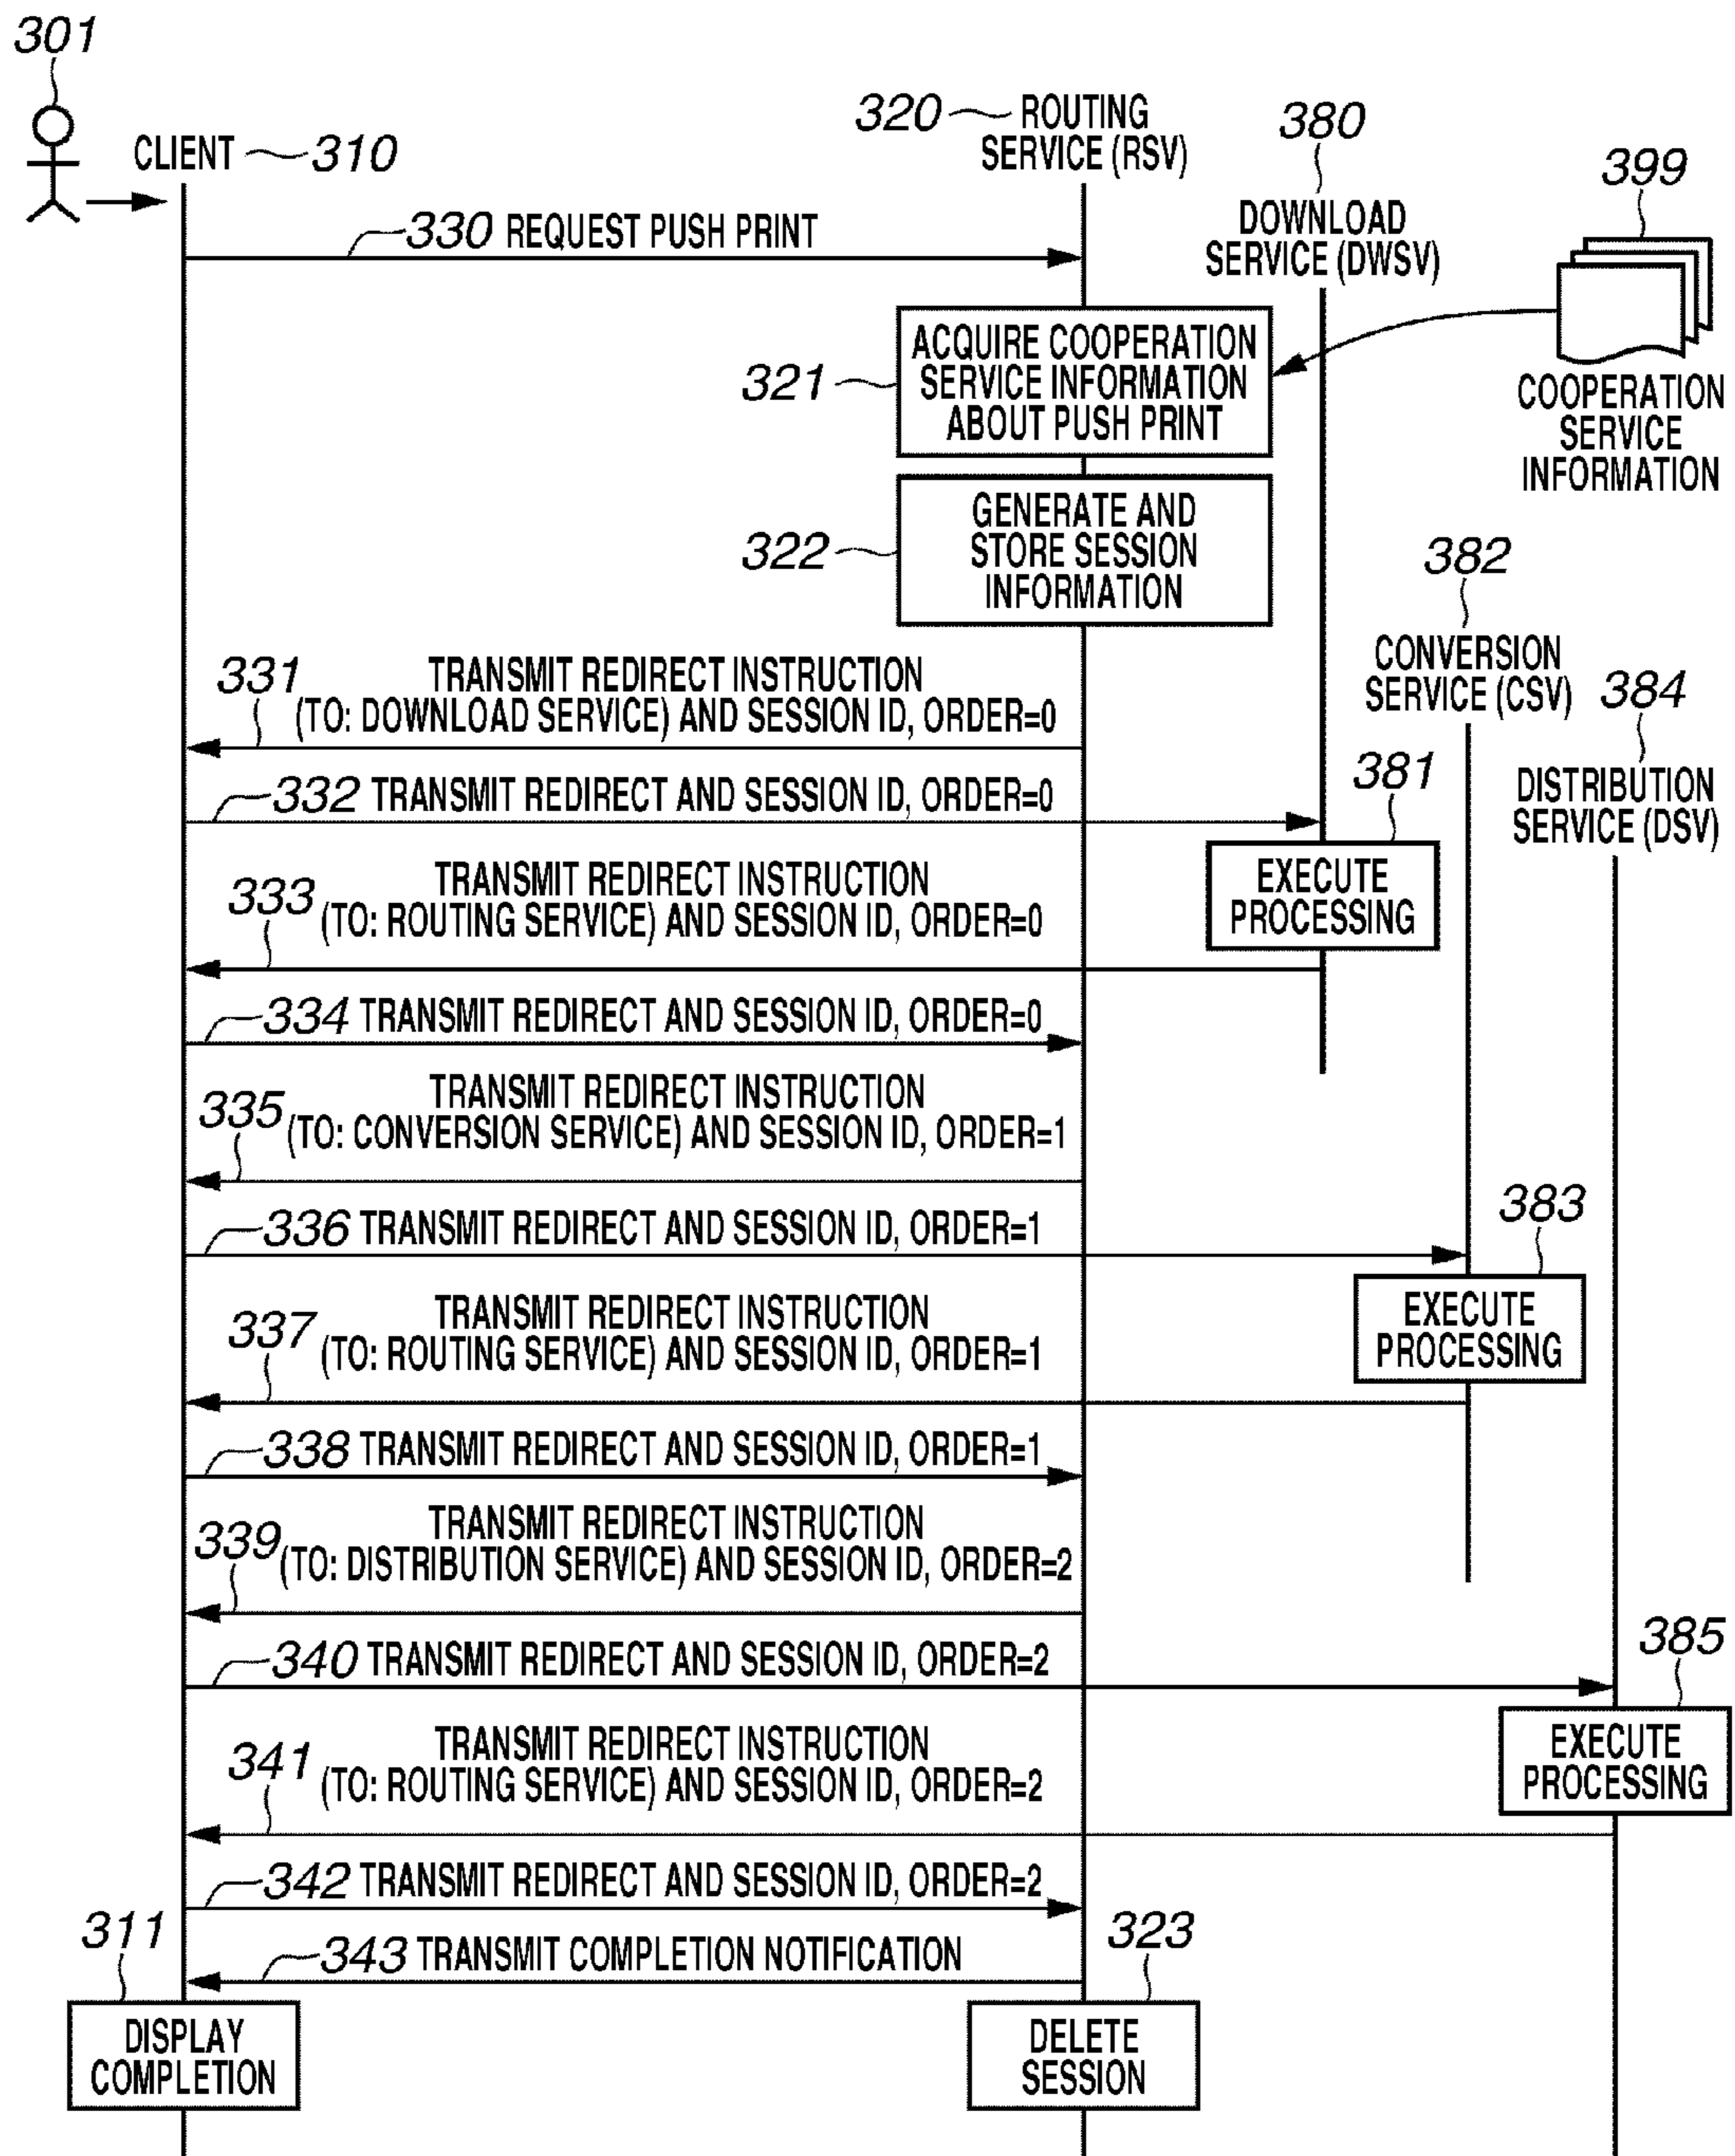 301
CLIENT 310
320 ROUTING
SERVICE (RSV)
380
DOWNLOAD
SERVICE (DWSV)
399
COOPERATION
SERVICE
INFORMATION
330 REQUEST PUSH PRINT
321
ACQUIRE COOPERATION
SERVICE INFORMATION
ABOUT PUSH PRINT
322
GENERATE AND
STORE SESSION
INFORMATION
382
CONVERSION
SERVICE (CSV)
384
DISTRIBUTION
SERVICE (DSV)
331
TRANSMIT REDIRECT INSTRUCTION
(TO: DOWNLOAD SERVICE) AND SESSION ID, ORDER=0
332 TRANSMIT REDIRECT AND SESSION ID, ORDER=0
381
EXECUTE
PROCESSING
333
TRANSMIT REDIRECT INSTRUCTION
(TO: ROUTING SERVICE) AND SESSION ID, ORDER=0
334 TRANSMIT REDIRECT AND SESSION ID, ORDER=0
335
TRANSMIT REDIRECT INSTRUCTION
(TO: CONVERSION SERVICE) AND SESSION ID, ORDER=1
336 TRANSMIT REDIRECT AND SESSION ID, ORDER=1
383
EXECUTE
PROCESSING
337
TRANSMIT REDIRECT INSTRUCTION
(TO: ROUTING SERVICE) AND SESSION ID, ORDER=1
338 TRANSMIT REDIRECT AND SESSION ID, ORDER=1
339
TRANSMIT REDIRECT INSTRUCTION
(TO: DISTRIBUTION SERVICE) AND SESSION ID, ORDER=2
340 TRANSMIT REDIRECT AND SESSION ID, ORDER=2
385
EXECUTE
PROCESSING
341
TRANSMIT REDIRECT INSTRUCTION
(TO: ROUTING SERVICE) AND SESSION ID, ORDER=2
342 TRANSMIT REDIRECT AND SESSION ID, ORDER=2
343 TRANSMIT COMPLETION NOTIFICATION
311
DISPLAY
COMPLETION
323
DELETE
SESSION